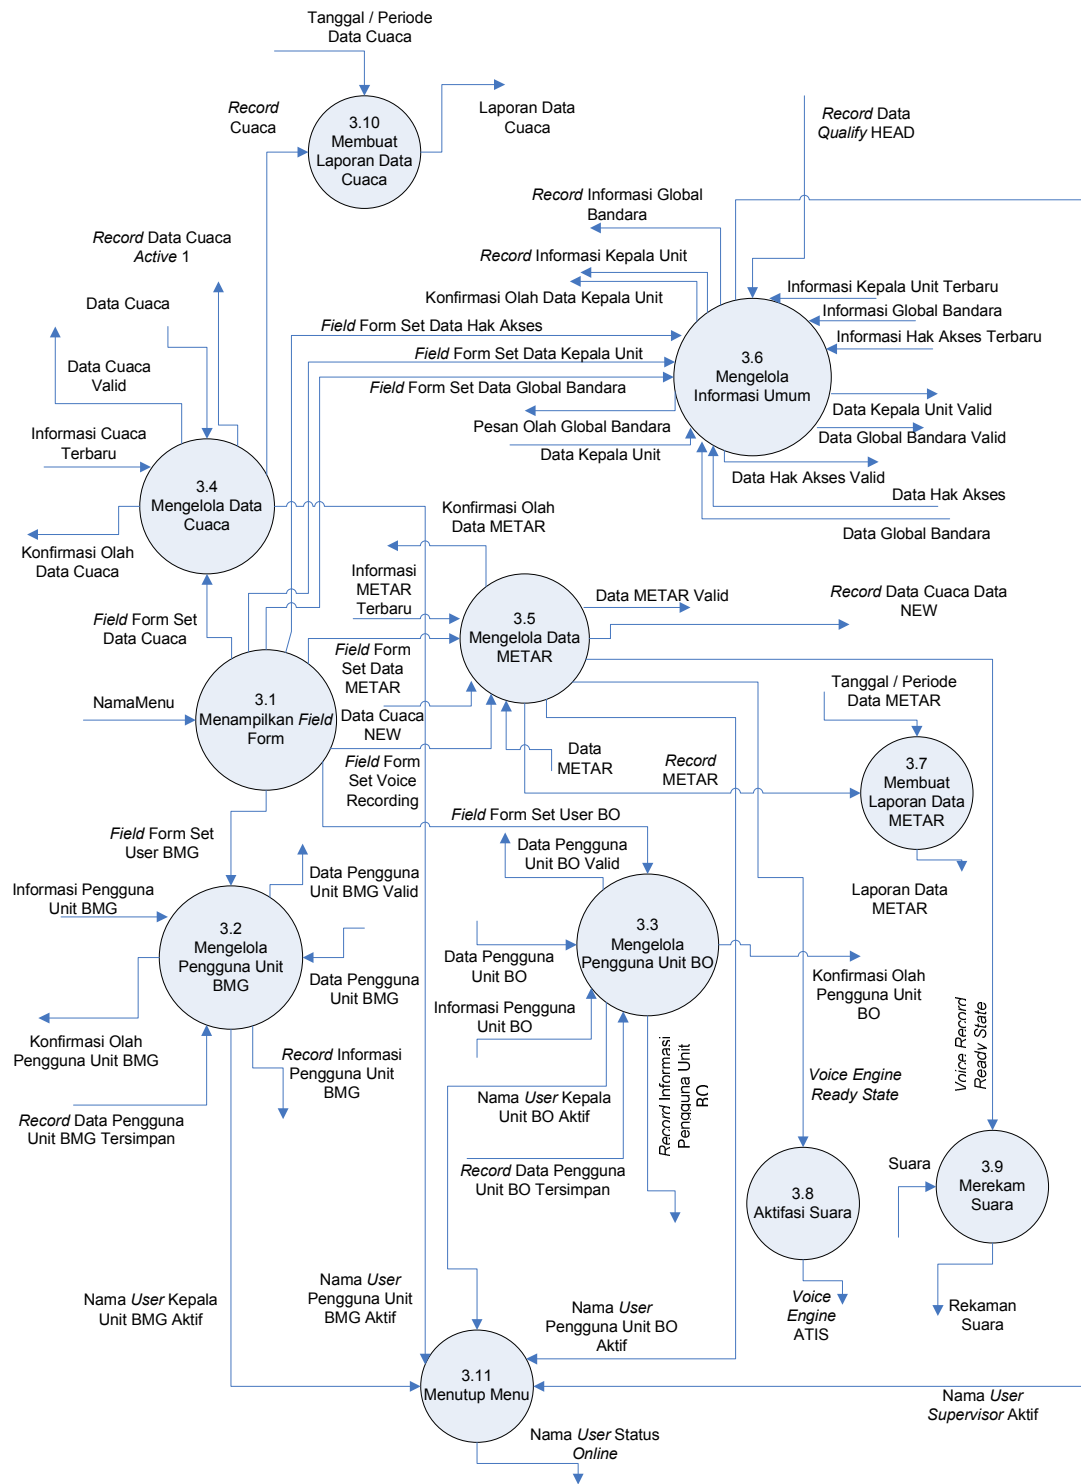 Tanggal / Periode
Data Cuaca
Record
Cuaca
3.10
Membuat
Laporan Data
Cuaca
Laporan Data
Cuaca
Record Data
Qualify HEAD
Record Informasi Global
Bandara
Record Data Cuaca
Active 1
Record Informasi Kepala Unit
Konfirmasi Olah Data Kepala Unit
Informasi Kepala Unit Terbaru
Data Cuaca
Field Form Set Data Hak Akses
Informasi Global Bandara
Informasi Hak Akses Terbaru
Data Cuaca
Valid
Field Form Set Data Kepala Unit
3.6
Mengelola
Informasi Umum
Field Form Set Data Global Bandara
Data Kepala Unit Valid
Pesan Olah Global Bandara
Data Global Bandara Valid
Informasi Cuaca
Terbaru
Data Kepala Unit
Data Hak Akses Valid
3.4
Mengelola Data
Cuaca
Data Hak Akses
Konfirmasi Olah
Data METAR
Data Global Bandara
Konfirmasi Olah
Data Cuaca
Informasi
METAR
Terbaru
Data METAR Valid
Record Data Cuaca Data
NEW
Field Form Set
Data Cuaca
3.5
Mengelola Data
METAR
Field Form
Set Data
METAR
NamaMenu
3.1
Menampilkan Field
Form
Data Cuaca
NEW
Tanggal / Periode
Data METAR
Data
METAR
Record
METAR
Field Form
Set Voice
Recording
3.7
Membuat
Laporan Data
METAR
Field Form Set
User BMG
Field Form Set User BO
Data Pengguna
Unit BO Valid
Data Pengguna
Unit BMG Valid
Laporan Data
METAR
Informasi Pengguna
Unit BMG
3.2
Mengelola
Pengguna Unit
BMG
3.3
Mengelola
Pengguna Unit BO
Data Pengguna
Unit BO
Data Pengguna
Unit BMG
Konfirmasi Olah
Pengguna Unit
BO
Informasi Pengguna
Unit BO
Konfirmasi Olah
Pengguna Unit BMG
Record Informasi
Pengguna Unit
BMG
Record Informasi
Pengguna Unit
BO
Voice Record
Ready State
Nama User Kepala
Unit BO Aktif
Voice Engine
Ready State
Record Data Pengguna
Unit BMG Tersimpan
Record Data Pengguna
Unit BO Tersimpan
Suara
3.9
Merekam
Suara
3.8
Aktifasi Suara
Nama User Kepala
Unit BMG Aktif
Nama User
Pengguna Unit
BMG Aktif
Nama User
Pengguna Unit BO
Aktif
Voice
Engine
ATIS
Rekaman
Suara
3.11
Menutup Menu
Nama User
Supervisor Aktif
Nama User Status
Online